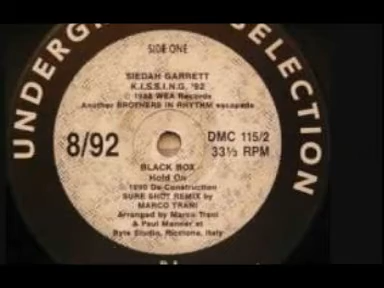 UNDERGR
SELECTION
SIDE ONE
SIEDAH GARRETT
K.I.S.S.I.N.G. '92
℗ 1988 WEA Records
Another BROTHERS IN RHYTHM escapade
8/92
DMC 115/2
33⅓ RPM
BLACK BOX
Hold On
℗ 1990 De-Construction
SURE SHOT REMIX by
MARCO TRANI
Arranged by Marco Trani
& Paul Manner at
Byte Studio, Riccione, Italy